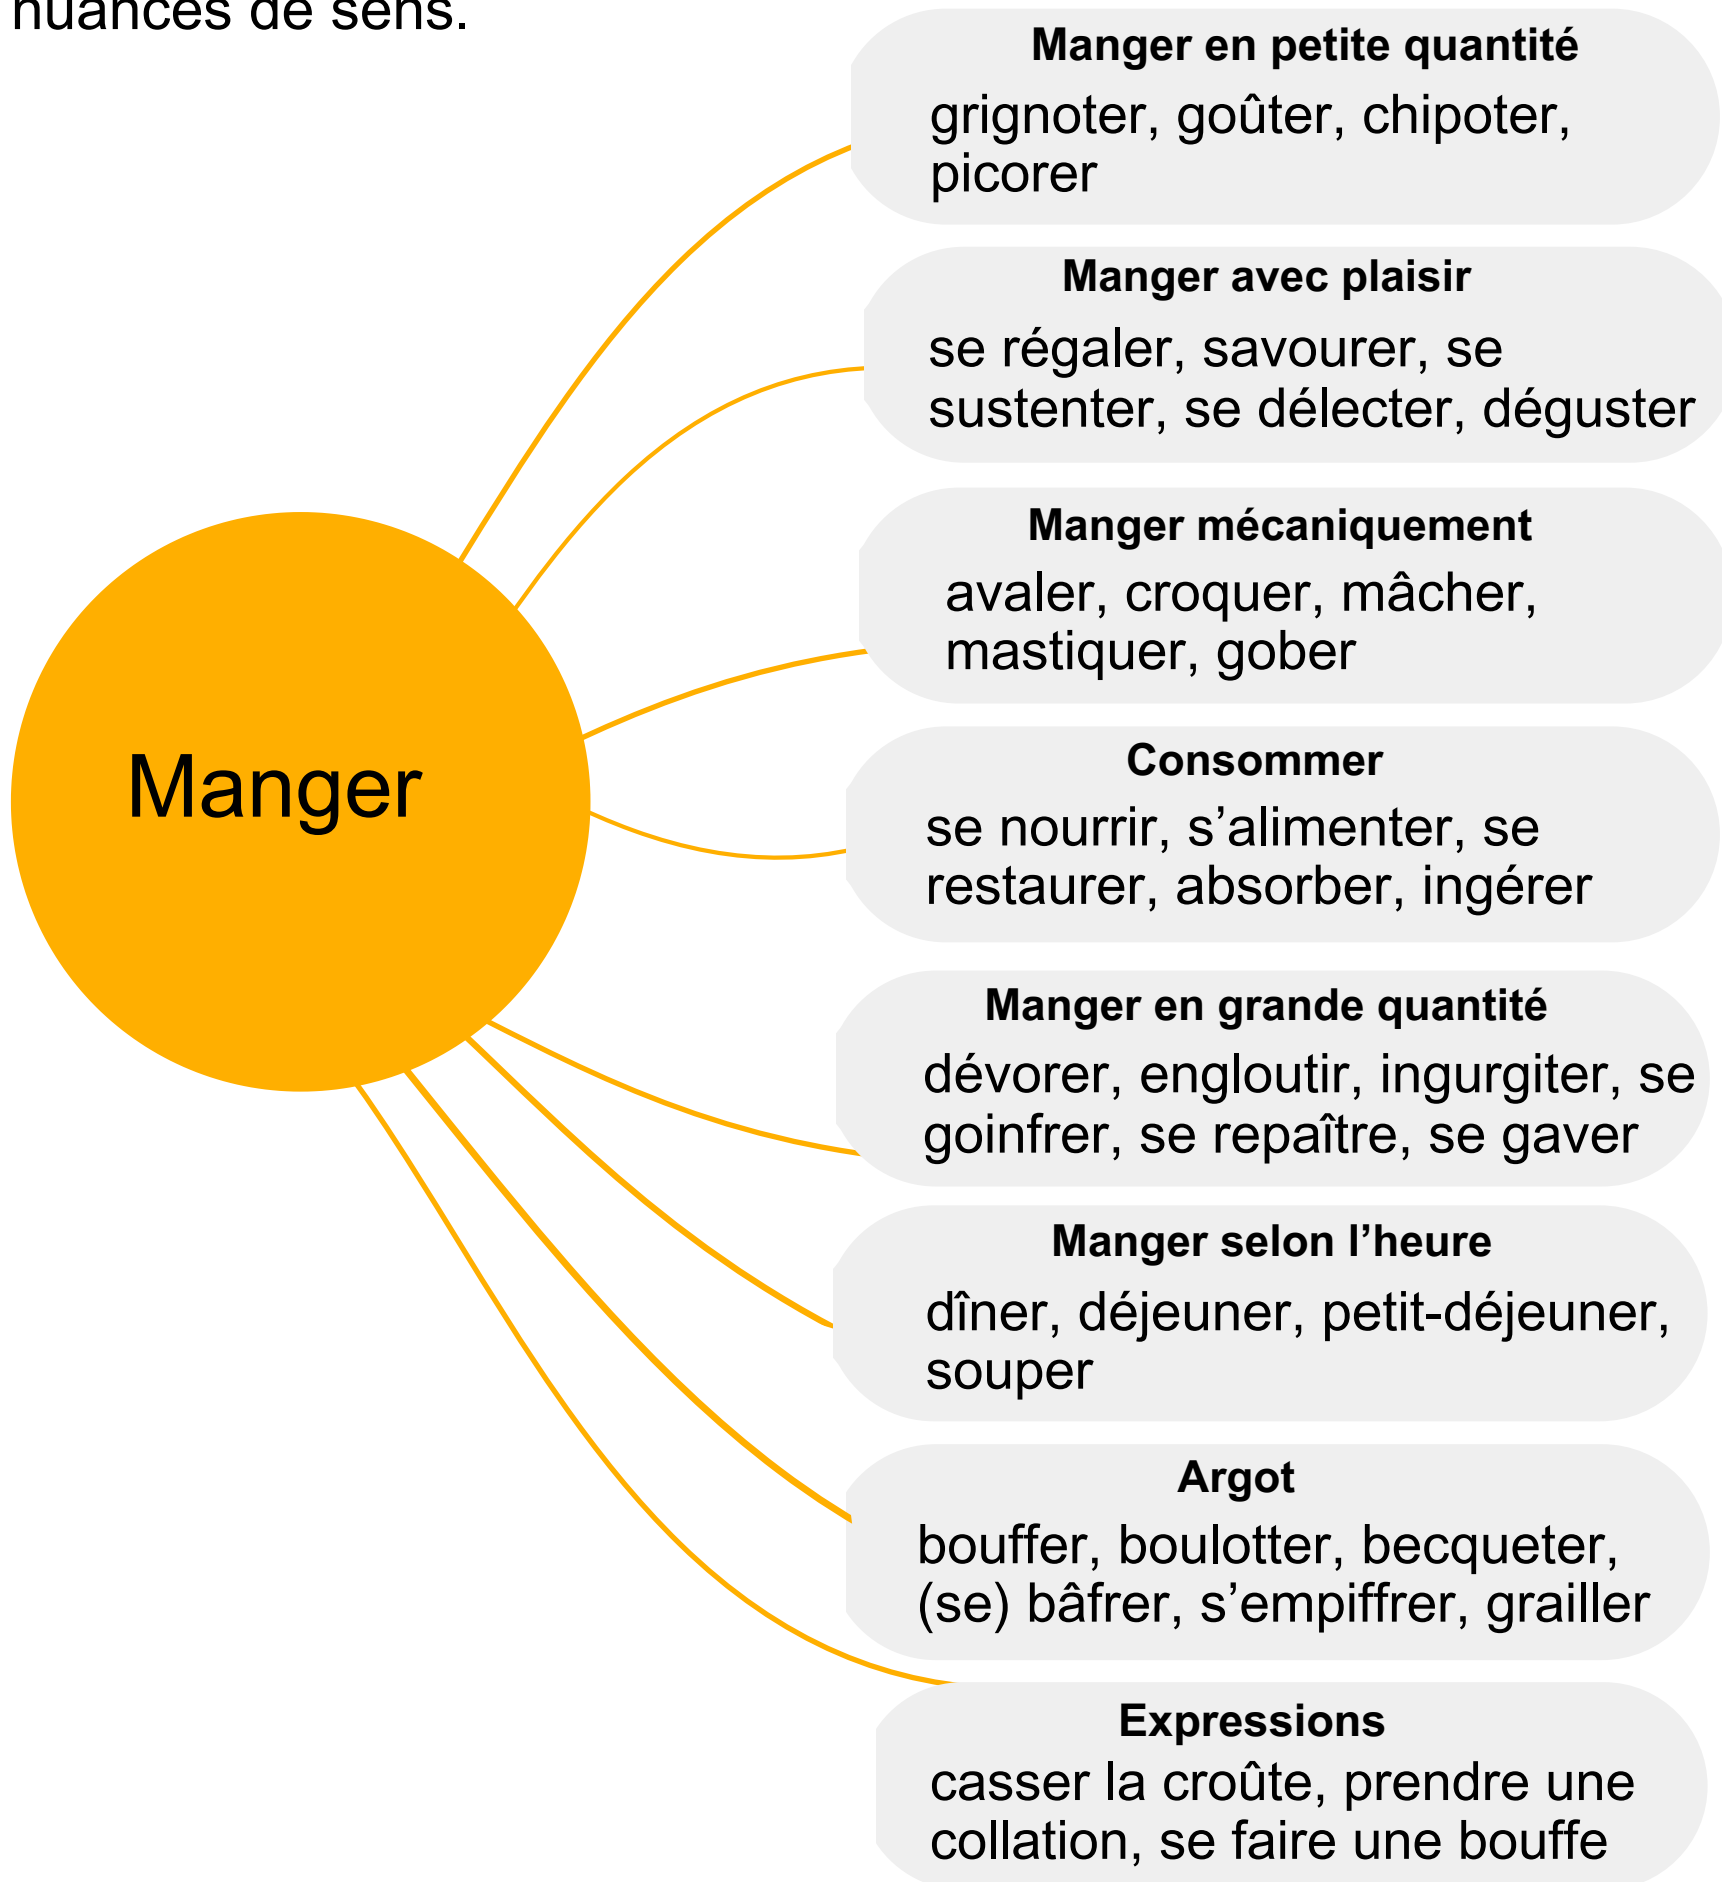 nuances de sens.
Manger
Manger en petite quantité
grignoter, goûter, chipoter,
picorer
Manger avec plaisir
se régaler, savourer, se
sustenter, se délecter, déguster
Manger mécaniquement
avaler, croquer, mâcher,
mastiquer, gober
Consommer
se nourrir, s’alimenter, se
restaurer, absorber, ingérer
Manger en grande quantité
dévorer, engloutir, ingurgiter, se
goinfrer, se repaître, se gaver
Manger selon l’heure
dîner, déjeuner, petit-déjeuner,
souper
Argot
bouffer, boulotter, becqueter,
(se) bâfrer, s’empiffrer, grailler
Expressions
casser la croûte, prendre une
collation, se faire une bouffe